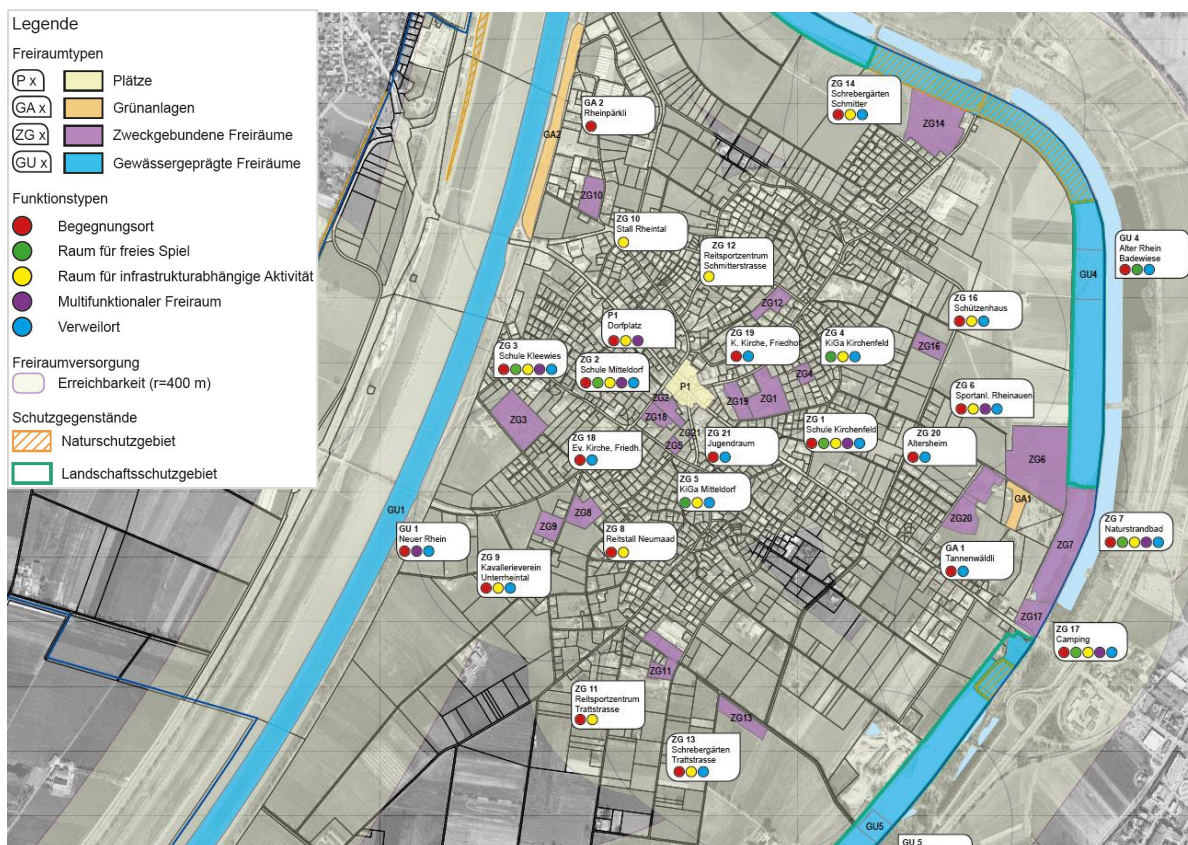 Legende
Freiraumtypen
P x
Plätze
GA x
Grünanlagen
ZG x
Zweckgebundene Freiräume
GU x
Gewässergeprägte Freiräume
Funktionstypen
Begegnungsort
Raum für freies Spiel
Raum für infrastrukturabhängige Aktivität
Multifunktionaler Freiraum
Verweilort
Freiraumversorgung
Erreichbarkeit (r=400 m)
Schutzgegenstände
Naturschutzgebiet
Landschaftsschutzgebiet
GA 2
Rheinpärkli
GA2
ZG 14
Schrebergärten
Schmitter
ZG14
ZG10
ZG 10
Stall Rheintal
ZG 12
Reitsportzentrum
Schmitterstrasse
ZG12
GU 4
Alter Rhein
Badewiese
GU4
ZG 16
Schützenhaus
ZG16
P1
Dorfplatz
P1
ZG 19
K. Kirche, Friedhof
ZG 4
KiGa Kirchenfeld
ZG4
ZG 3
Schule Kleewies
ZG3
ZG 2
Schule Mitteldorf
ZG2
ZG19
ZG1
ZG18
ZG21
ZG5
ZG 6
Sportanl. Rheinauen
ZG6
ZG 1
Schule Kirchenfeld
ZG 20
Altersheim
ZG 18
Ev. Kirche, Friedh.
ZG 21
Jugendraum
ZG 5
KiGa Mitteldorf
GA1
ZG20
GU1
GU 1
Neuer Rhein
ZG9
ZG8
ZG 8
Reitstall Neumaad
ZG 9
Kavallerieverein
Unterrheintal
ZG 7
Naturstrandbad
ZG7
GA 1
Tannenwäldli
ZG17
ZG 17
Camping
ZG11
ZG 11
Reitsportzentrum
Trattstrasse
ZG13
ZG 13
Schrebergärten
Trattstrasse
GU5
GU 5